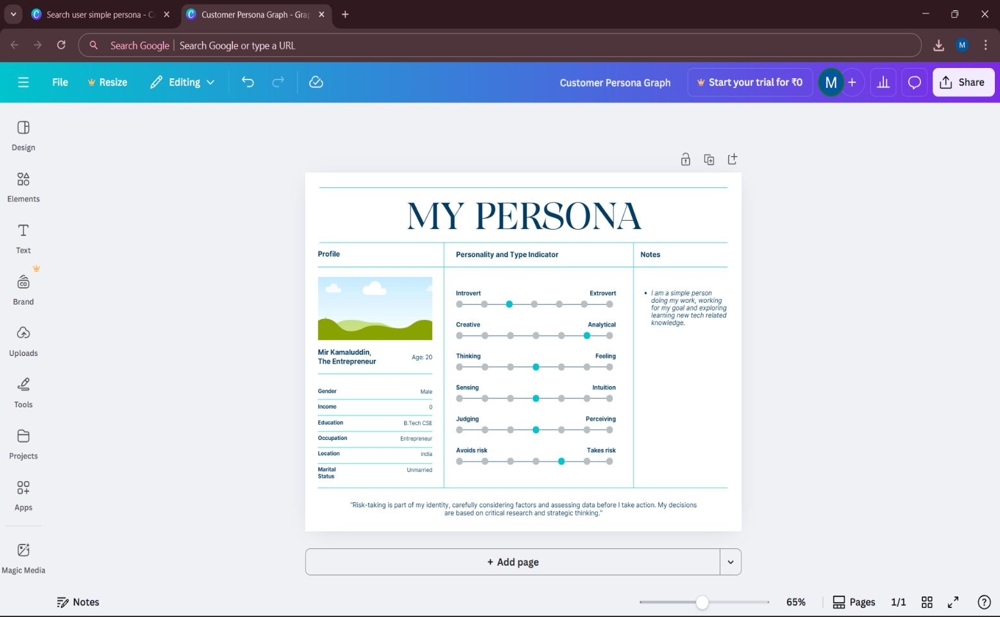 Search user simple persona - C
Customer Persona Graph - Gra
Search Google
Search Google or type a URL
M
File
Resize
Editing
Customer Persona Graph
Start your trial for ₹0
M
Share
Design
Elements
Text
Brand
Uploads
Tools
Projects
Apps
Magic Media
MY PERSONA
Profile
Personality and Type Indicator
Notes
Mir Kamaluddin,
The Entrepreneur
Age: 20
Gender Male
Income 0
Education B.Tech CSE
Occupation Entrepreneur
Location india
Marital
Status
Unmarried
Introvert Extrovert
Creative Analytical
Thinking Feeling
Sensing Intuition
Judging Perceiving
Avoids risk Takes risk
• I am a simple person
doing my work, working
for my goal and exploring
learning new tech related
knowledge.
“Risk-taking is part of my identity, carefully considering factors and assessing data before I take action. My decisions
are based on critical research and strategic thinking.”
+ Add page
Notes
65%
Pages
1/1